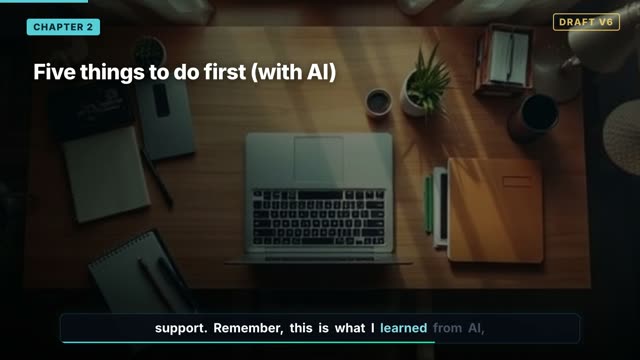 CHAPTER 2
DRAFT V6
Five things to do first (with AI)
support. Remember, this is what I learned from AI,